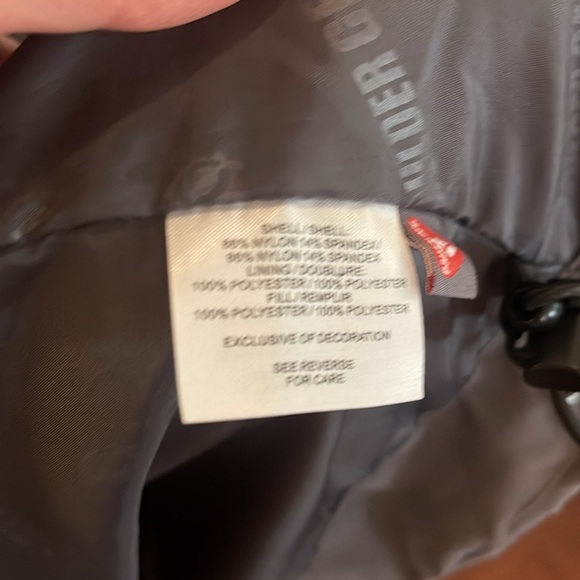 SHELL/SHELL:
86% NYLON 14% SPANDEX/
86% NYLON 14% SPANDEX
LINING/DOUBLURE:
100% POLYESTER/100% POLYESTER
FILL/REMPLIR:
100% POLYESTER/100% POLYESTER
EXCLUSIVE OF DECORATION
SEE REVERSE
FOR CARE